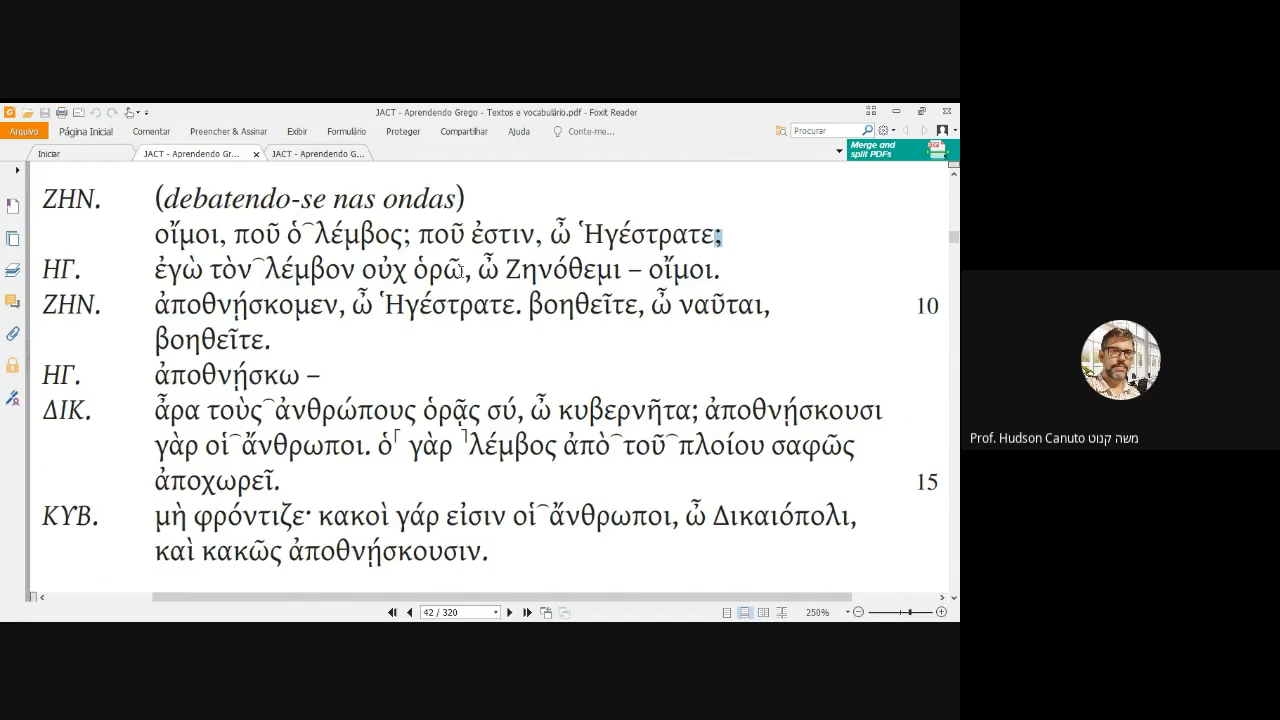 JACT - Aprendendo Grego - Textos e vocabulário.pdf - Foxit Reader
Arquivo Página Inicial Comentar Preencher & Assinar Exibir Formulário Proteger Compartilhar Ajuda Conte-me... Procurar
Iniciar JACT - Aprendendo Gr... JACT - Aprendendo G... Merge and
split PDFs
ΖΗΝ. (debatendo-se nas ondas)
οἴμοι, ποῦ ὁ͡ λέμβος; ποῦ ἐστιν, ὦ Ἡγέστρατε;
ΗΓ. ἐγὼ τὸν͡ λέμβον οὐχ ὁρῶ, ὦ Ζηνόθεμι – οἴμοι.
ΖΗΝ. ἀποθνῄσκομεν, ὦ Ἡγέστρατε. βοηθεῖτε, ὦ ναῦται, 10
βοηθεῖτε.
ΗΓ. ἀποθνῄσκω –
ΔΙΚ. ἆρα τοὺς͡ ἀνθρώπους ὁρᾷς σύ, ὦ κυβερνῆτα; ἀποθνῄσκουσι
γὰρ οἱ͡ ἄνθρωποι. ὁ⸢ γὰρ ⸣λέμβος ἀπὸ͡ τοῦ͡ πλοίου σαφῶς
ἀποχωρεῖ. 15
ΚΥΒ. μὴ φρόντιζε· κακοὶ γάρ εἰσιν οἱ͡ ἄνθρωποι, ὦ Δικαιόπολι,
καὶ κακῶς ἀποθνῄσκουσιν.
42 / 320 250%
Prof. Hudson Canuto משה קנוט